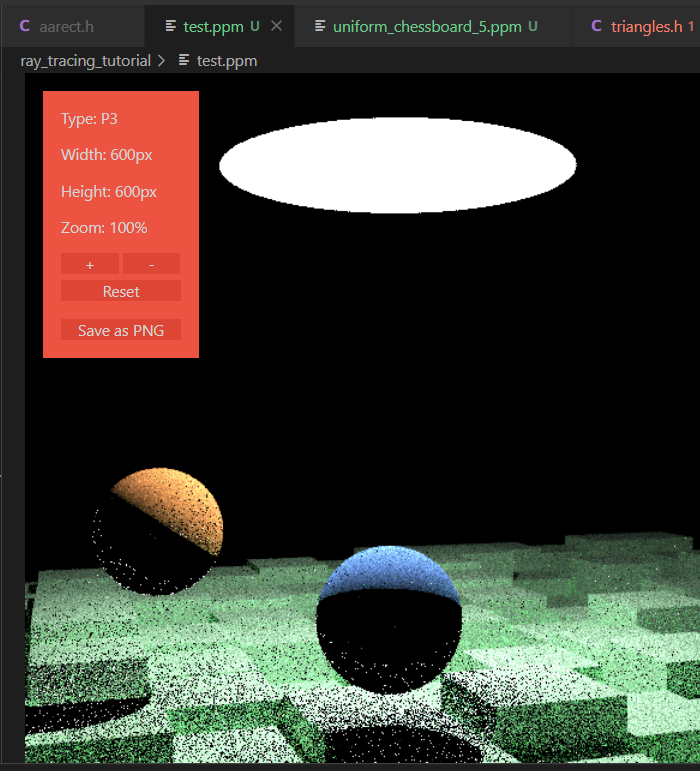 C aarect.h test.ppm U uniform_chessboard_5.ppm U C triangles.h 1
ray_tracing_tutorial > test.ppm
Type: P3
Width: 600px
Height: 600px
Zoom: 100%
+ -
Reset
Save as PNG